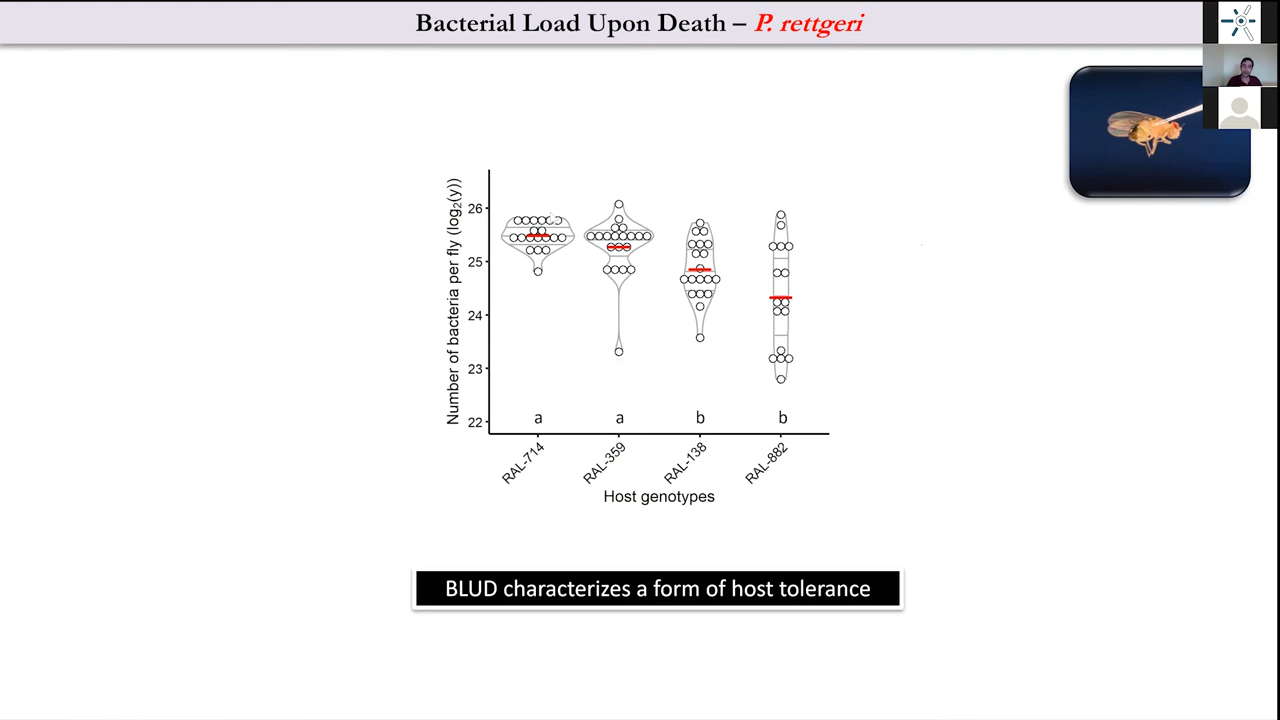 Bacterial Load Upon Death – P. rettgeri
Number of bacteria per fly (log₂(y))
26
25
24
23
22
a a b b
RAL-714 RAL-359 RAL-138 RAL-882
Host genotypes
BLUD characterizes a form of host tolerance